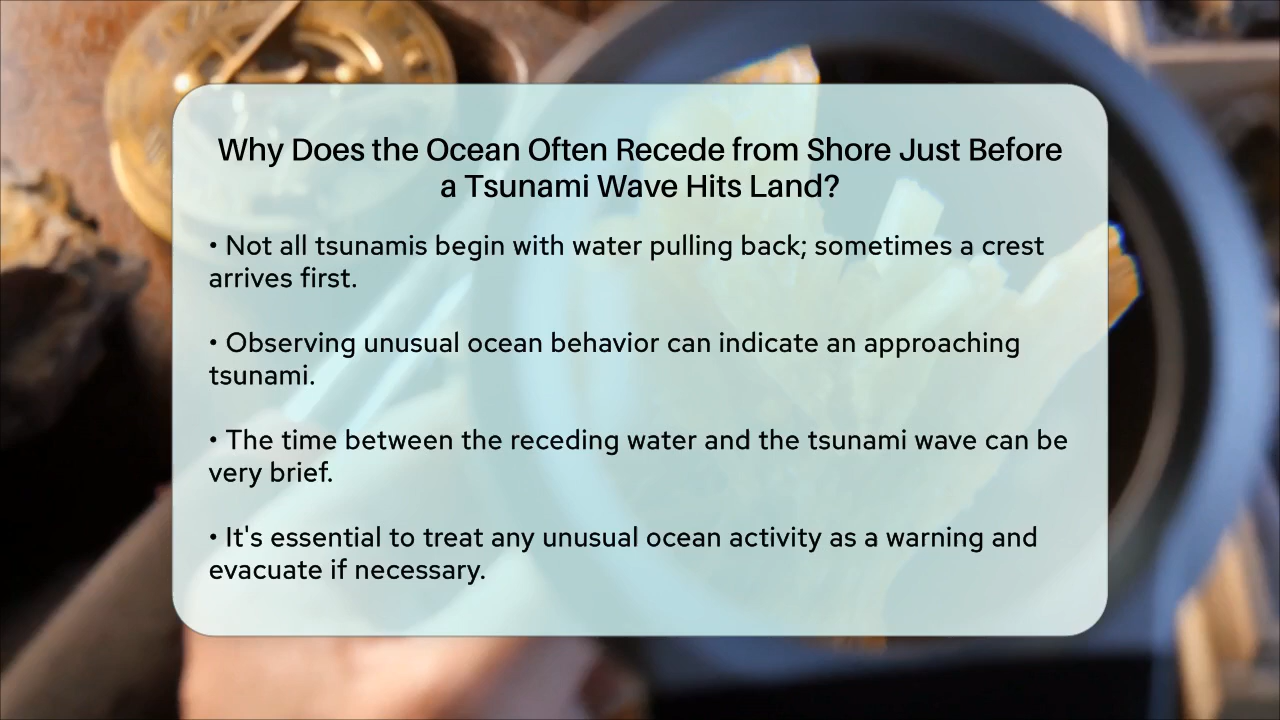 Why Does the Ocean Often Recede from Shore Just Before
a Tsunami Wave Hits Land?
• Not all tsunamis begin with water pulling back; sometimes a crest
arrives first.
• Observing unusual ocean behavior can indicate an approaching
tsunami.
• The time between the receding water and the tsunami wave can be
very brief.
• It's essential to treat any unusual ocean activity as a warning and
evacuate if necessary.